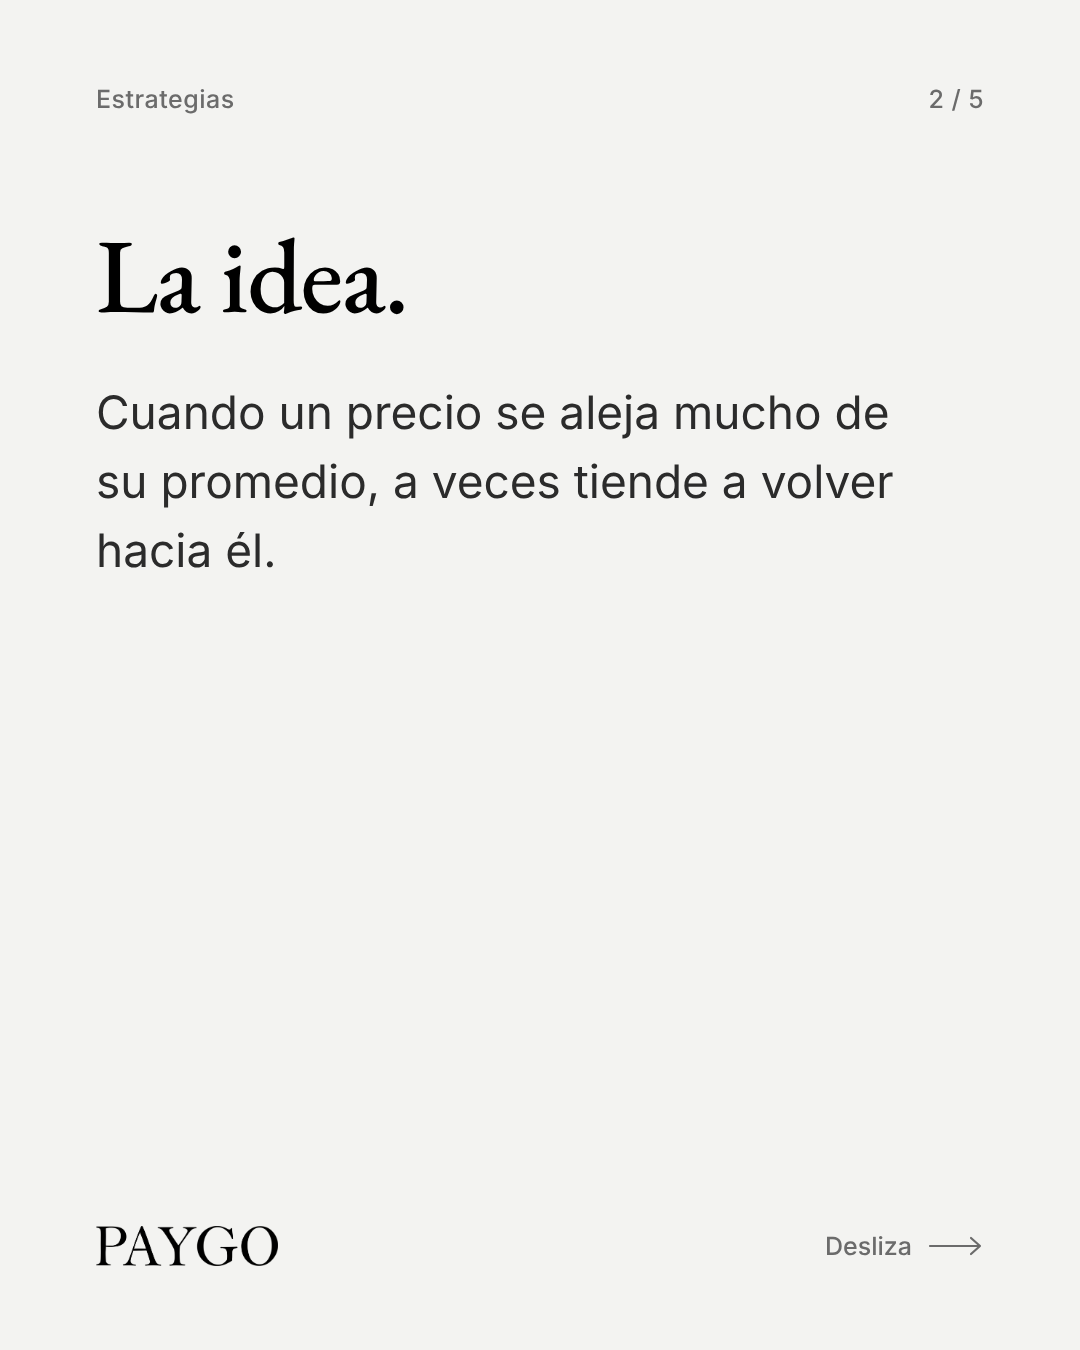 Estrategias
2 / 5
La idea.
Cuando un precio se aleja mucho de
su promedio, a veces tiende a volver
hacia él.
PAYGO
Desliza